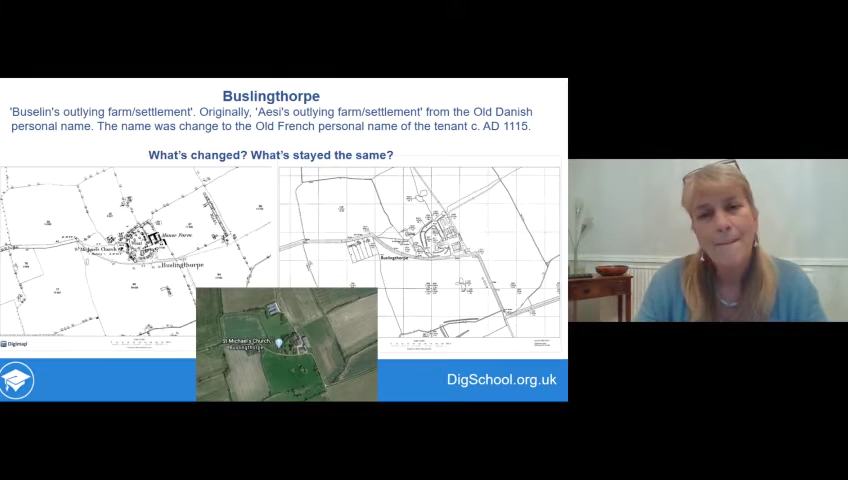 Buslingthorpe
'Buselin's outlying farm/settlement'. Originally, 'Aesi's outlying farm/settlement' from the Old Danish
personal name. The name was change to the Old French personal name of the tenant c. AD 1115.
What's changed? What's stayed the same?
Manor Farm
St Michael's Church
Buslingthorpe
Buslingthorpe
St Michael's Church,
Buslingthorpe
Digimap
DigSchool.org.uk